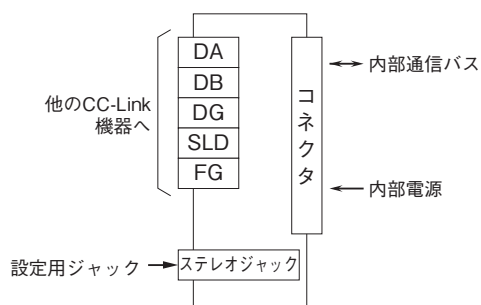 DA
DB
DG
SLD
FG
他のCC-Link
機器へ
コネクタ
内部通信バス
内部電源
設定用ジャック
ステレオジャック